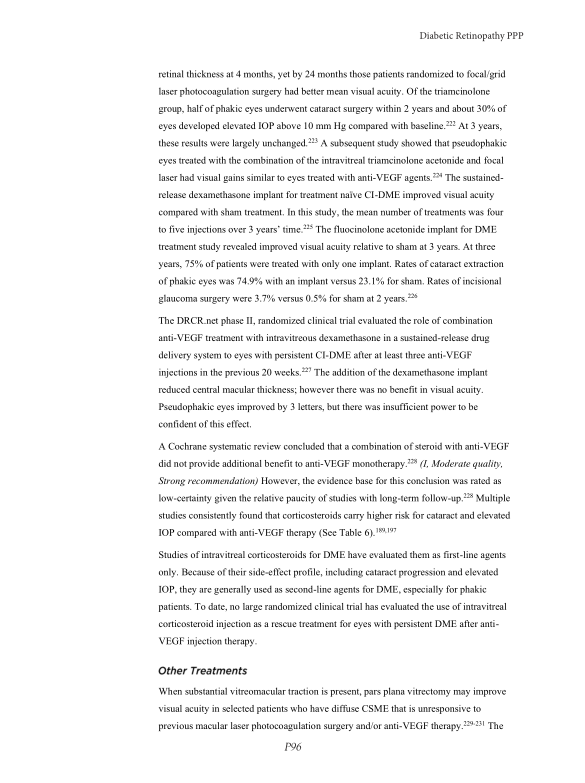 Diabetic Retinopathy PPP
retinal thickness at 4 months, yet by 24 months those patients randomized to focal/grid
laser photocoagulation surgery had better mean visual acuity. Of the triamcinolone
group, half of phakic eyes underwent cataract surgery within 2 years and about 30% of
eyes developed elevated IOP above 10 mm Hg compared with baseline.222 At 3 years,
these results were largely unchanged.223 A subsequent study showed that pseudophakic
eyes treated with the combination of the intravitreal triamcinolone acetonide and focal
laser had visual gains similar to eyes treated with anti-VEGF agents.224 The sustained-
release dexamethasone implant for treatment naïve CI-DME improved visual acuity
compared with sham treatment. In this study, the mean number of treatments was four
to five injections over 3 years' time.225 The fluocinolone acetonide implant for DME
treatment study revealed improved visual acuity relative to sham at 3 years. At three
years, 75% of patients were treated with only one implant. Rates of cataract extraction
of phakic eyes was 74.9% with an implant versus 23.1% for sham. Rates of incisional
glaucoma surgery were 3.7% versus 0.5% for sham at 2 years.226
The DRCR.net phase II, randomized clinical trial evaluated the role of combination
anti-VEGF treatment with intravitreous dexamethasone in a sustained-release drug
delivery system to eyes with persistent CI-DME after at least three anti-VEGF
injections in the previous 20 weeks.227 The addition of the dexamethasone implant
reduced central macular thickness; however there was no benefit in visual acuity.
Pseudophakic eyes improved by 3 letters, but there was insufficient power to be
confident of this effect.
A Cochrane systematic review concluded that a combination of steroid with anti-VEGF
did not provide additional benefit to anti-VEGF monotherapy.228 (I, Moderate quality,
Strong recommendation) However, the evidence base for this conclusion was rated as
low-certainty given the relative paucity of studies with long-term follow-up.228 Multiple
studies consistently found that corticosteroids carry higher risk for cataract and elevated
IOP compared with anti-VEGF therapy (See Table 6).189,197
Studies of intravitreal corticosteroids for DME have evaluated them as first-line agents
only. Because of their side-effect profile, including cataract progression and elevated
IOP, they are generally used as second-line agents for DME, especially for phakic
patients. To date, no large randomized clinical trial has evaluated the use of intravitreal
corticosteroid injection as a rescue treatment for eyes with persistent DME after anti-
VEGF injection therapy.
Other Treatments
When substantial vitreomacular traction is present, pars plana vitrectomy may improve
visual acuity in selected patients who have diffuse CSME that is unresponsive to
previous macular laser photocoagulation surgery and/or anti-VEGF therapy.229-231 The
P96